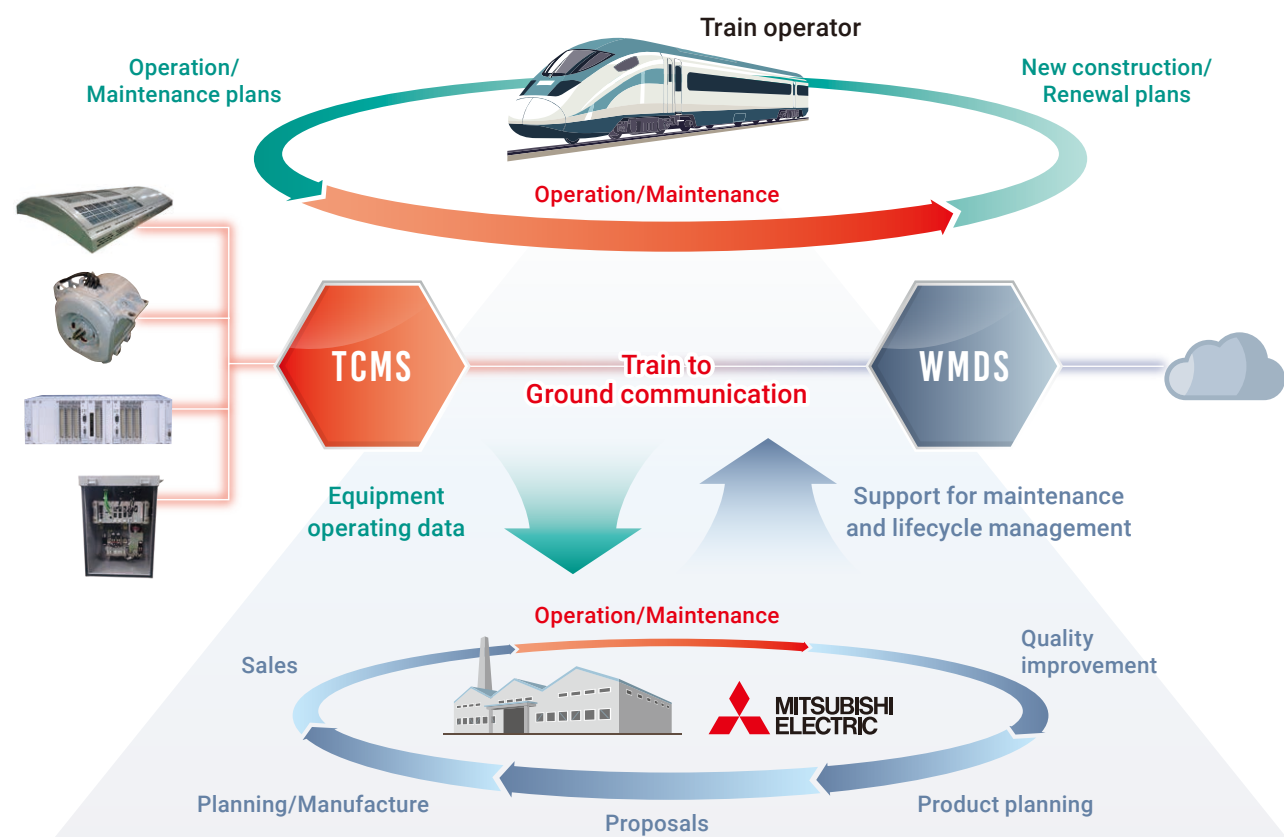 Train operator
Operation/
Maintenance plans
New construction/
Renewal plans
Operation/Maintenance
TCMS
Train to
Ground communication
WMDS
Equipment
operating data
Support for maintenance
and lifecycle management
Operation/Maintenance
Sales
Quality
improvement
MITSUBISHI
ELECTRIC
Planning/Manufacture
Proposals
Product planning